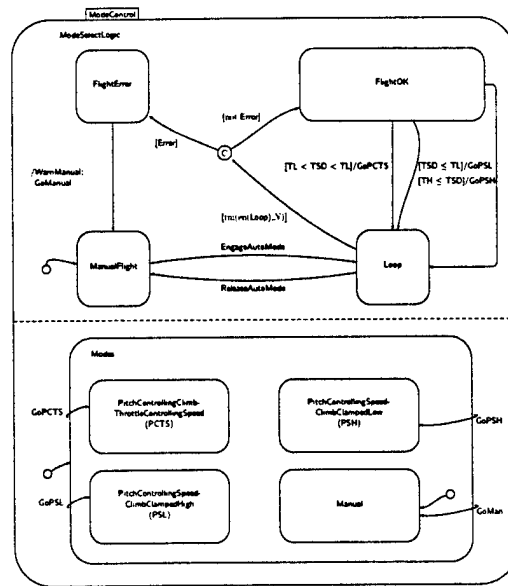 ModeControl
ModeSelectLogic
FlightError
FlightOK
[not Error]
[Error]
C
/WarnManual;
GoManual
[TL < TSD < TL]/GoPCTS
[TSD ≤ TL]/GoPSL
[TH ≤ TSD]/GoPSH
EngageAutoMode
ManualFlight
Loop
ReleaseAutoMode
Modes
GoPCTS
PitchControllingClimb-
ThrottleControllingSpeed
(PCTS)
PitchControllingSpeed-
ClimbClampedLow
(PSH)
GoPSH
GoPSL
PitchControllingSpeed-
ClimbClampedHigh
(PSL)
Manual
GoMan